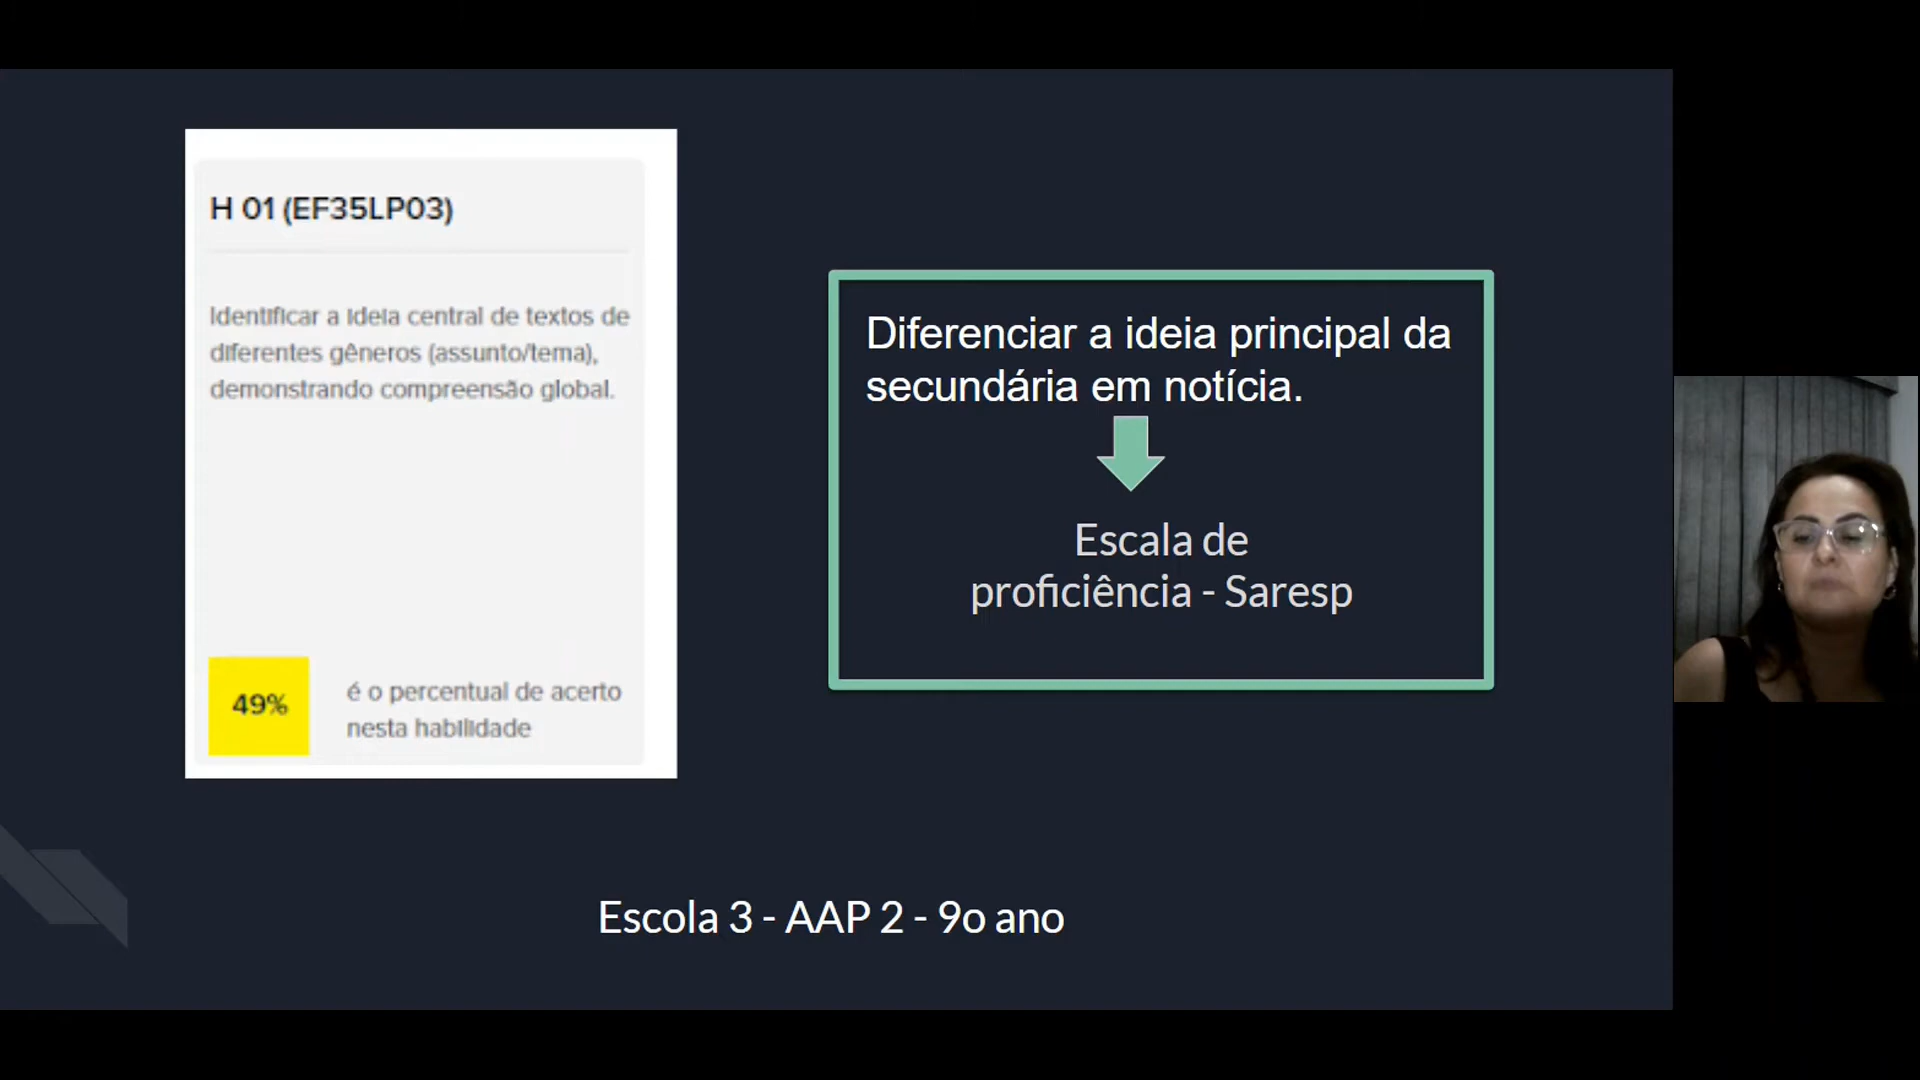 H 01 (EF35LP03)
Identificar a ideia central de textos de
diferentes gêneros (assunto/tema),
demonstrando compreensão global.
49%
é o percentual de acerto
nesta habilidade
Diferenciar a ideia principal da
secundária em notícia.
Escala de
proficiência - Saresp
Escola 3 - AAP 2 - 9o ano